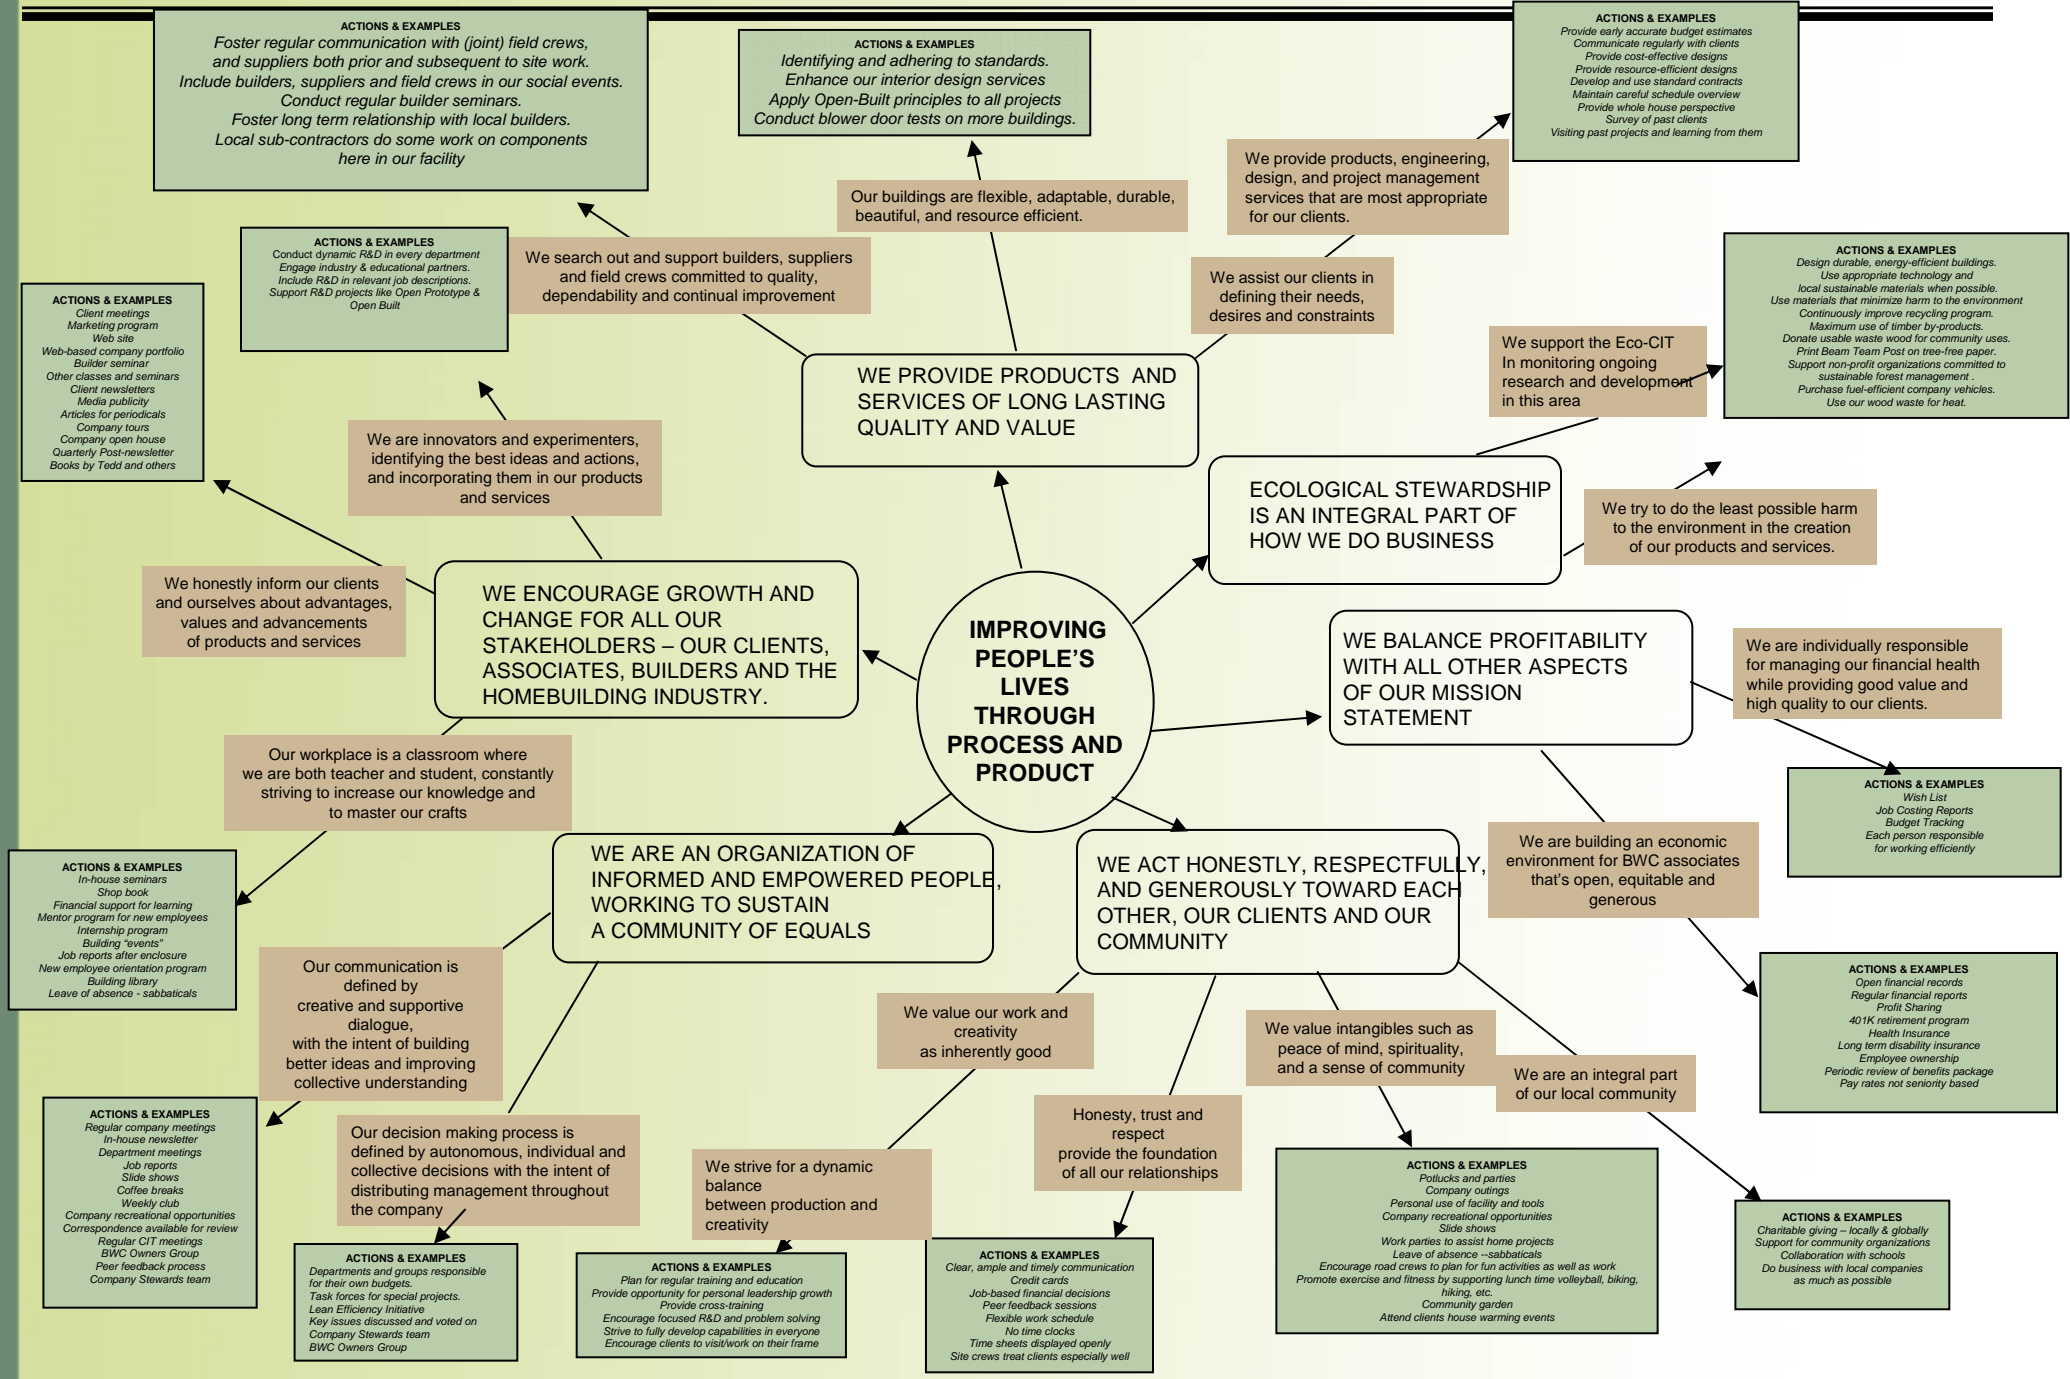 ACTIONS & EXAMPLES
Foster regular communication with (joint) field crews,
and suppliers both prior and subsequent to site work.
Include builders, suppliers and field crews in our social events.
Conduct regular builder seminars.
Foster long term relationship with local builders.
Local sub-contractors do some work on components
here in our facility
ACTIONS & EXAMPLES
Identifying and adhering to standards.
Enhance our interior design services
Apply Open-Built principles to all projects
Conduct blower door tests on more buildings.
ACTIONS & EXAMPLES
Provide early accurate budget estimates
Communicate regularly with clients
Provide cost-effective designs
Provide resource-efficient designs
Develop and use standard contracts
Maintain careful schedule overview
Provide whole house perspective
Survey of past clients
Visiting past projects and learning from them
We provide products, engineering,
design, and project management
services that are most appropriate
for our clients.
Our buildings are flexible, adaptable, durable,
beautiful, and resource efficient.
ACTIONS & EXAMPLES
Conduct dynamic R&D in every department
Engage industry & educational partners.
Include R&D in relevant job descriptions.
Support R&D projects like Open Prototype &
Open Built
We search out and support builders, suppliers
and field crews committed to quality,
dependability and continual improvement
We assist our clients in
defining their needs,
desires and constraints
ACTIONS & EXAMPLES
Design durable, energy-efficient buildings.
Use appropriate technology and
local sustainable materials when possible.
Use materials that minimize harm to the environment
Continuously improve recycling program.
Maximum use of timber by-products.
Donate usable waste wood for community uses.
Print Beam Team Post on tree-free paper.
Support non-profit organizations committed to
sustainable forest management .
Purchase fuel-efficient company vehicles.
Use our wood waste for heat.
ACTIONS & EXAMPLES
Client meetings
Marketing program
Web site
Web-based company portfolio
Builder seminar
Other classes and seminars
Client newsletters
Media publicity
Articles for periodicals
Company tours
Company open house
Quarterly Post-newsletter
Books by Tedd and others
We support the Eco-CIT
In monitoring ongoing
research and development
in this area
WE PROVIDE PRODUCTS AND
SERVICES OF LONG LASTING
QUALITY AND VALUE
We are innovators and experimenters,
identifying the best ideas and actions,
and incorporating them in our products
and services
ECOLOGICAL STEWARDSHIP
IS AN INTEGRAL PART OF
HOW WE DO BUSINESS
We try to do the least possible harm
to the environment in the creation
of our products and services.
We honestly inform our clients
and ourselves about advantages,
values and advancements
of products and services
WE ENCOURAGE GROWTH AND
CHANGE FOR ALL OUR
STAKEHOLDERS – OUR CLIENTS,
ASSOCIATES, BUILDERS AND THE
HOMEBUILDING INDUSTRY.
IMPROVING
PEOPLE'S
LIVES
THROUGH
PROCESS AND
PRODUCT
WE BALANCE PROFITABILITY
WITH ALL OTHER ASPECTS
OF OUR MISSION
STATEMENT
We are individually responsible
for managing our financial health
while providing good value and
high quality to our clients.
Our workplace is a classroom where
we are both teacher and student, constantly
striving to increase our knowledge and
to master our crafts
ACTIONS & EXAMPLES
Wish List
Job Costing Reports
Budget Tracking
Each person responsible
for working efficiently
We are building an economic
environment for BWC associates
that's open, equitable and
generous
WE ARE AN ORGANIZATION OF
INFORMED AND EMPOWERED PEOPLE,
WORKING TO SUSTAIN
A COMMUNITY OF EQUALS
WE ACT HONESTLY, RESPECTFULLY,
AND GENEROUSLY TOWARD EACH
OTHER, OUR CLIENTS AND OUR
COMMUNITY
ACTIONS & EXAMPLES
In-house seminars
Shop book
Financial support for learning
Mentor program for new employees
Internship program
Building “events”
Job reports after enclosure
New employee orientation program
Building library
Leave of absence - sabbaticals
Our communication is
defined by
creative and supportive
dialogue,
with the intent of building
better ideas and improving
collective understanding
ACTIONS & EXAMPLES
Open financial records
Regular financial reports
Profit Sharing
401K retirement program
Health Insurance
Long term disability insurance
Employee ownership
Periodic review of benefits package
Pay rates not seniority based
We value our work and
creativity
as inherently good
We value intangibles such as
peace of mind, spirituality,
and a sense of community
We are an integral part
of our local community
Honesty, trust and
respect
provide the foundation
of all our relationships
ACTIONS & EXAMPLES
Regular company meetings
In-house newsletter
Department meetings
Job reports
Slide shows
Coffee breaks
Weekly club
Company recreational opportunities
Correspondence available for review
Regular CIT meetings
BWC Owners Group
Peer feedback process
Company Stewards team
Our decision making process is
defined by autonomous, individual and
collective decisions with the intent of
distributing management throughout
the company
We strive for a dynamic
balance
between production and
creativity
ACTIONS & EXAMPLES
Potlucks and parties
Company outings
Personal use of facility and tools
Company recreational opportunities
Slide shows
Work parties to assist home projects
Leave of absence --sabbaticals
Encourage road crews to plan for fun activities as well as work
Promote exercise and fitness by supporting lunch time volleyball, biking,
hiking, etc.
Community garden
Attend clients house warming events
ACTIONS & EXAMPLES
Charitable giving – locally & globally
Support for community organizations
Collaboration with schools
Do business with local companies
as much as possible
ACTIONS & EXAMPLES
Departments and groups responsible
for their own budgets.
Task forces for special projects.
Lean Efficiency Initiative
Key issues discussed and voted on
Company Stewards team
BWC Owners Group
ACTIONS & EXAMPLES
Plan for regular training and education
Provide opportunity for personal leadership growth
Provide cross-training
Encourage focused R&D and problem solving
Strive to fully develop capabilities in everyone
Encourage clients to visit/work on their frame
ACTIONS & EXAMPLES
Clear, ample and timely communication
Credit cards
Job-based financial decisions
Peer feedback sessions
Flexible work schedule
No time clocks
Time sheets displayed openly
Site crews treat clients especially well